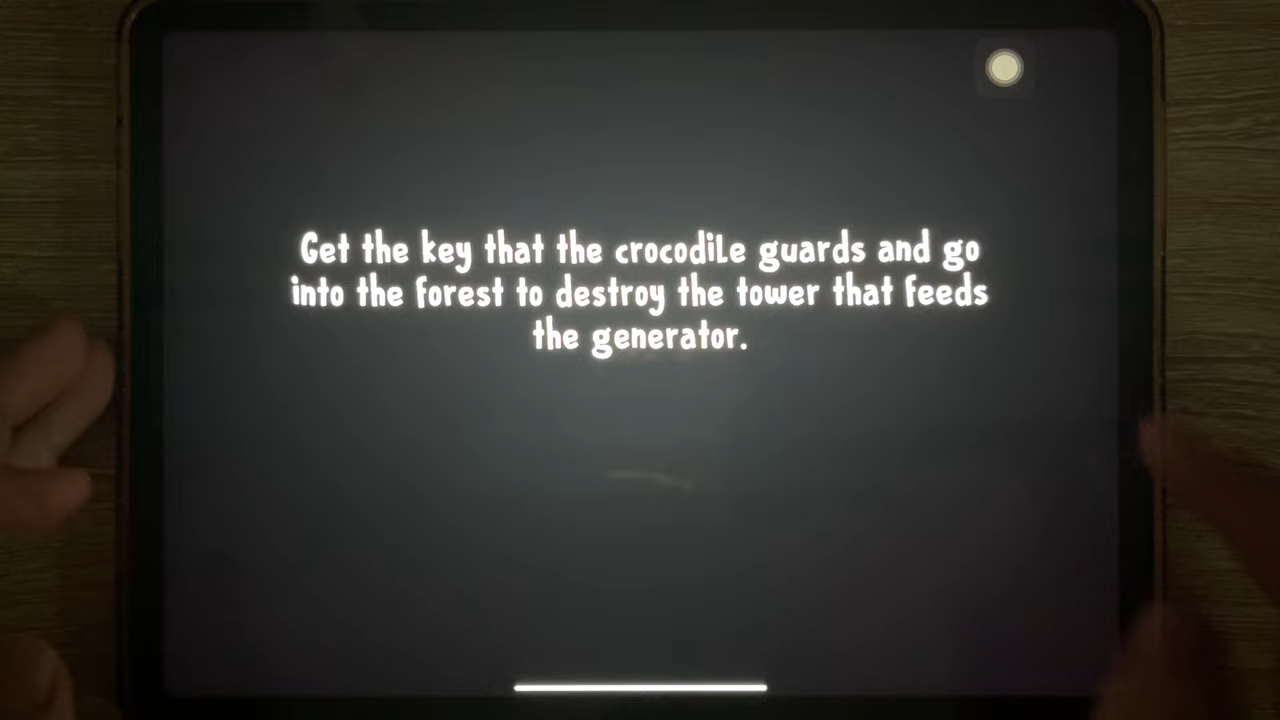 Get the key that the crocodile guards and go
into the forest to destroy the tower that feeds
the generator.